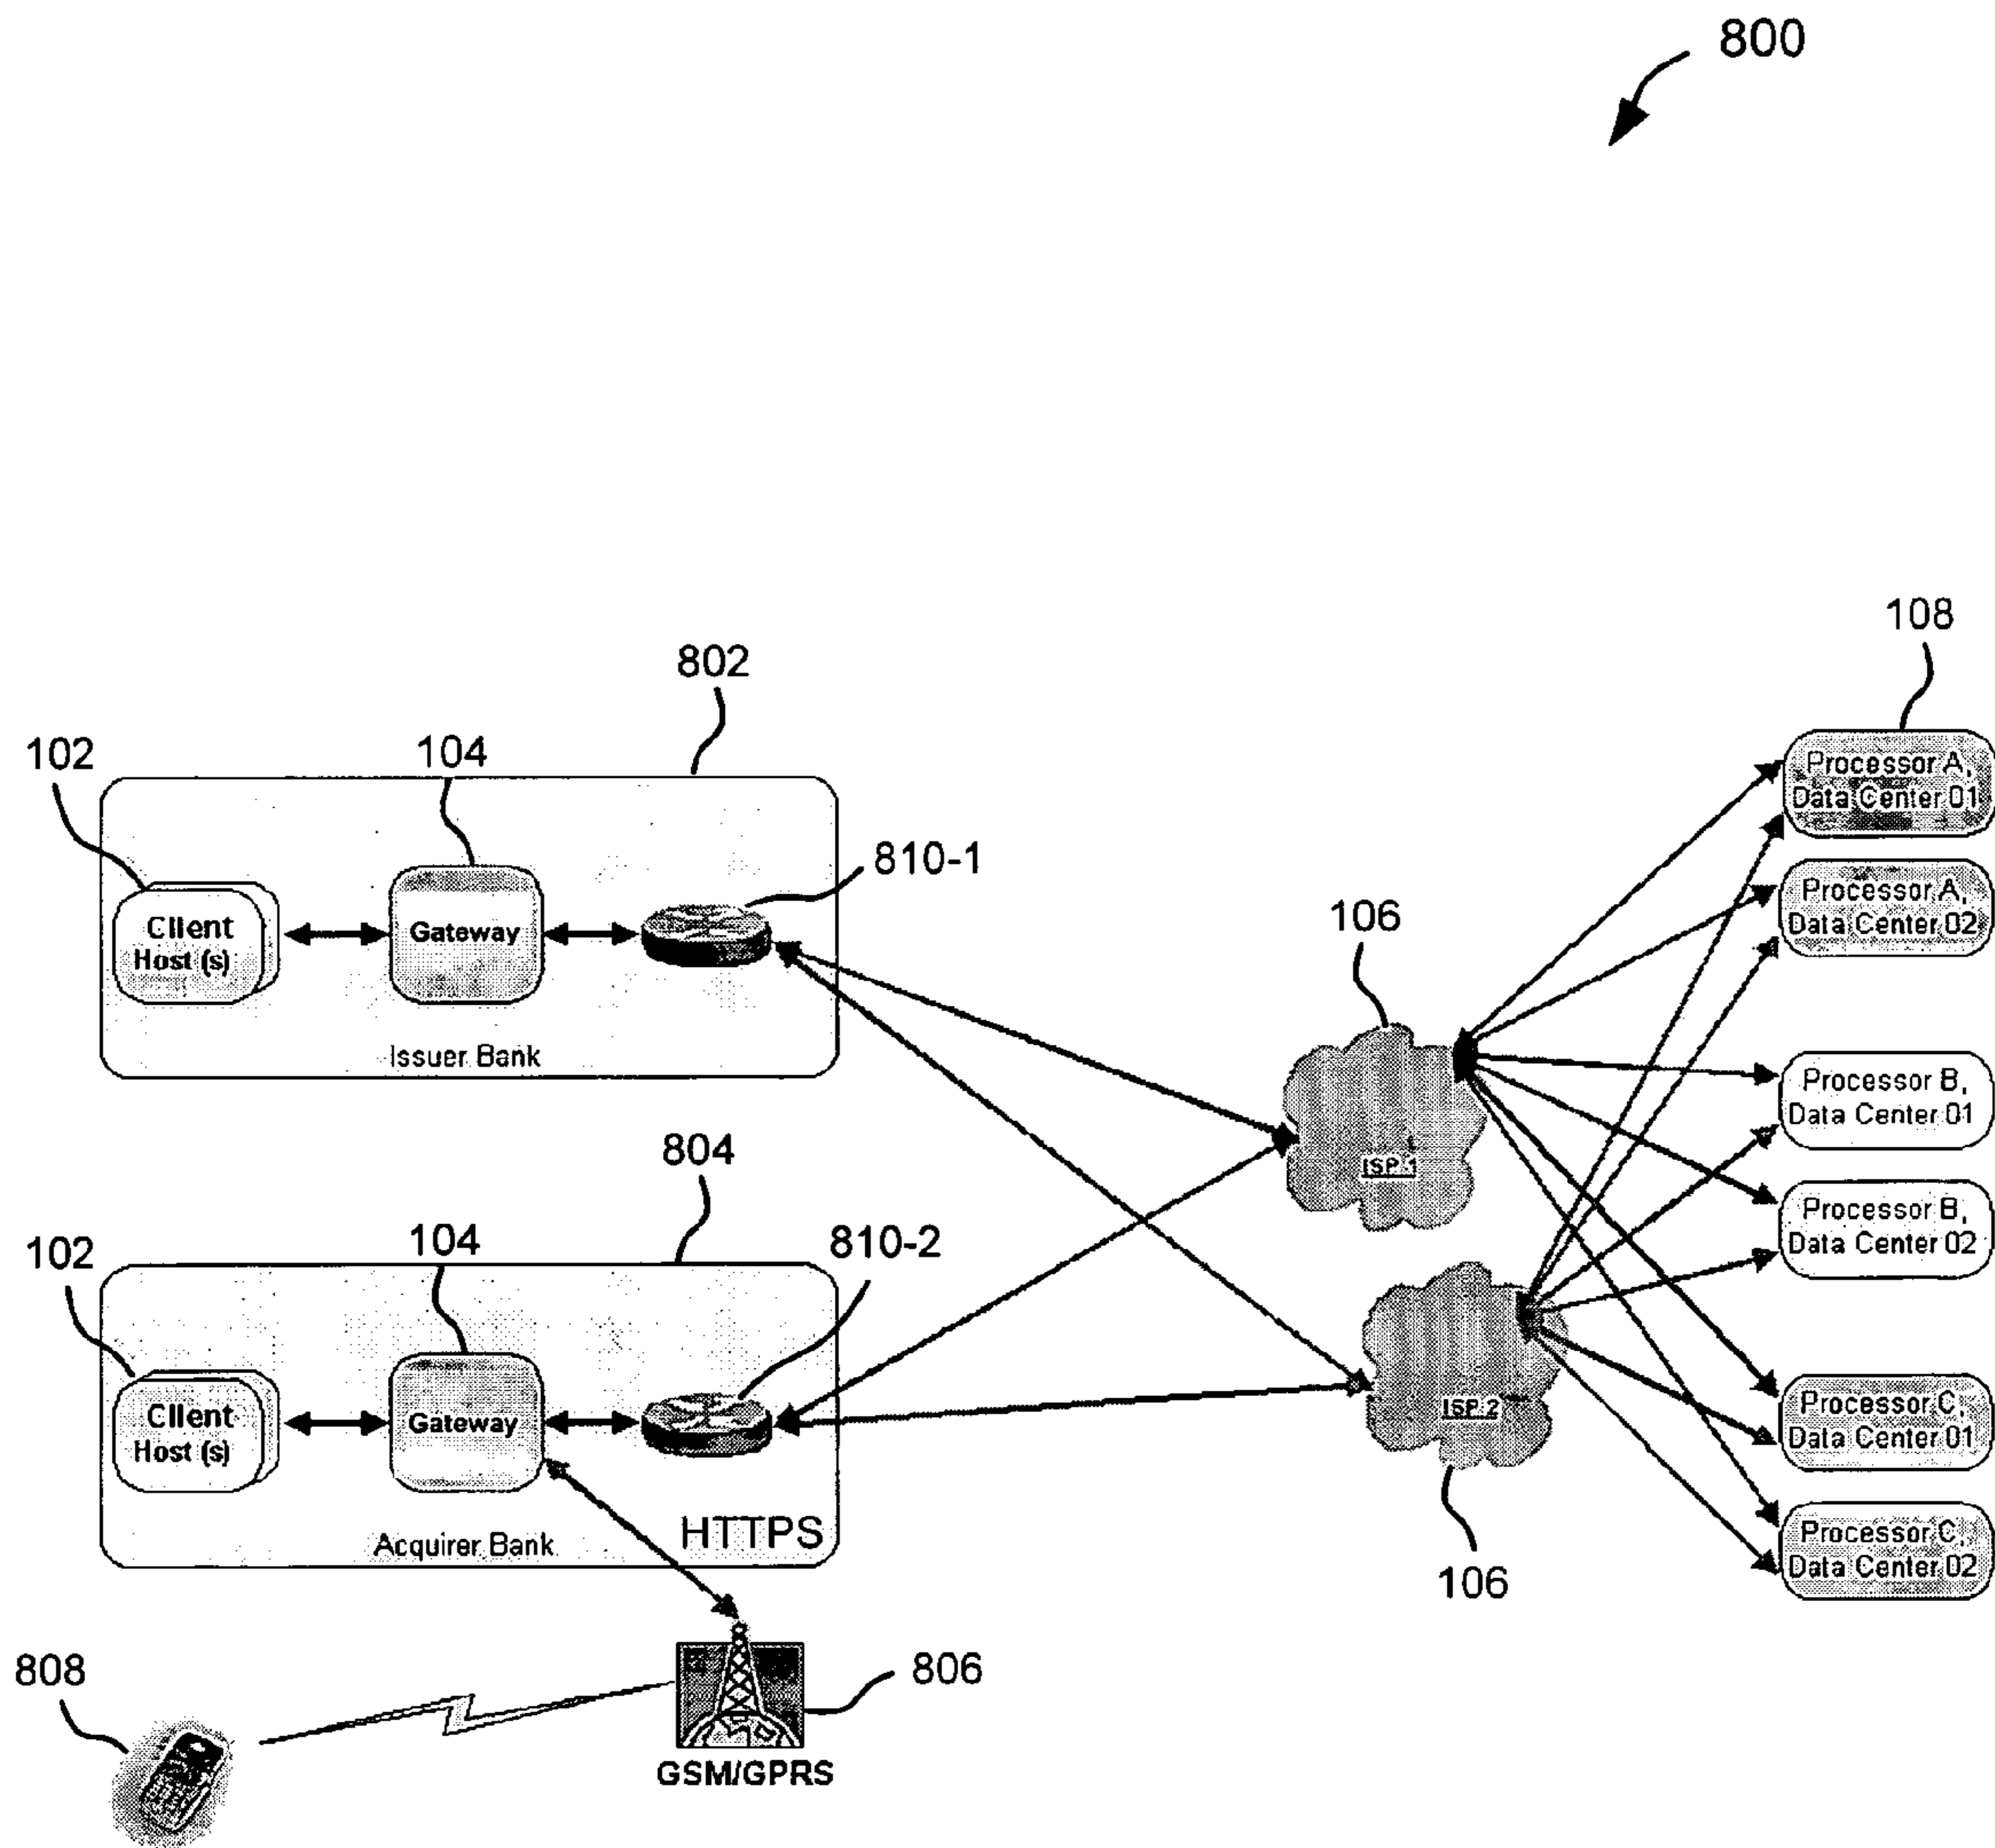 800
108
802
102
104
Processor A,
Data Center 01
810-1
Processor A,
Data Center 02
106
Client
Host (s)
Gateway
Issuer Bank
Processor B,
Data Center 01
804
ISP 1
Processor B,
Data Center 02
102
104
810-2
Client
Host (s)
Gateway
ISP 2
Processor C,
Data Center 01
HTTPS
Acquirer Bank
Processor C,
Data Center 02
106
808
806
GSM/GPRS